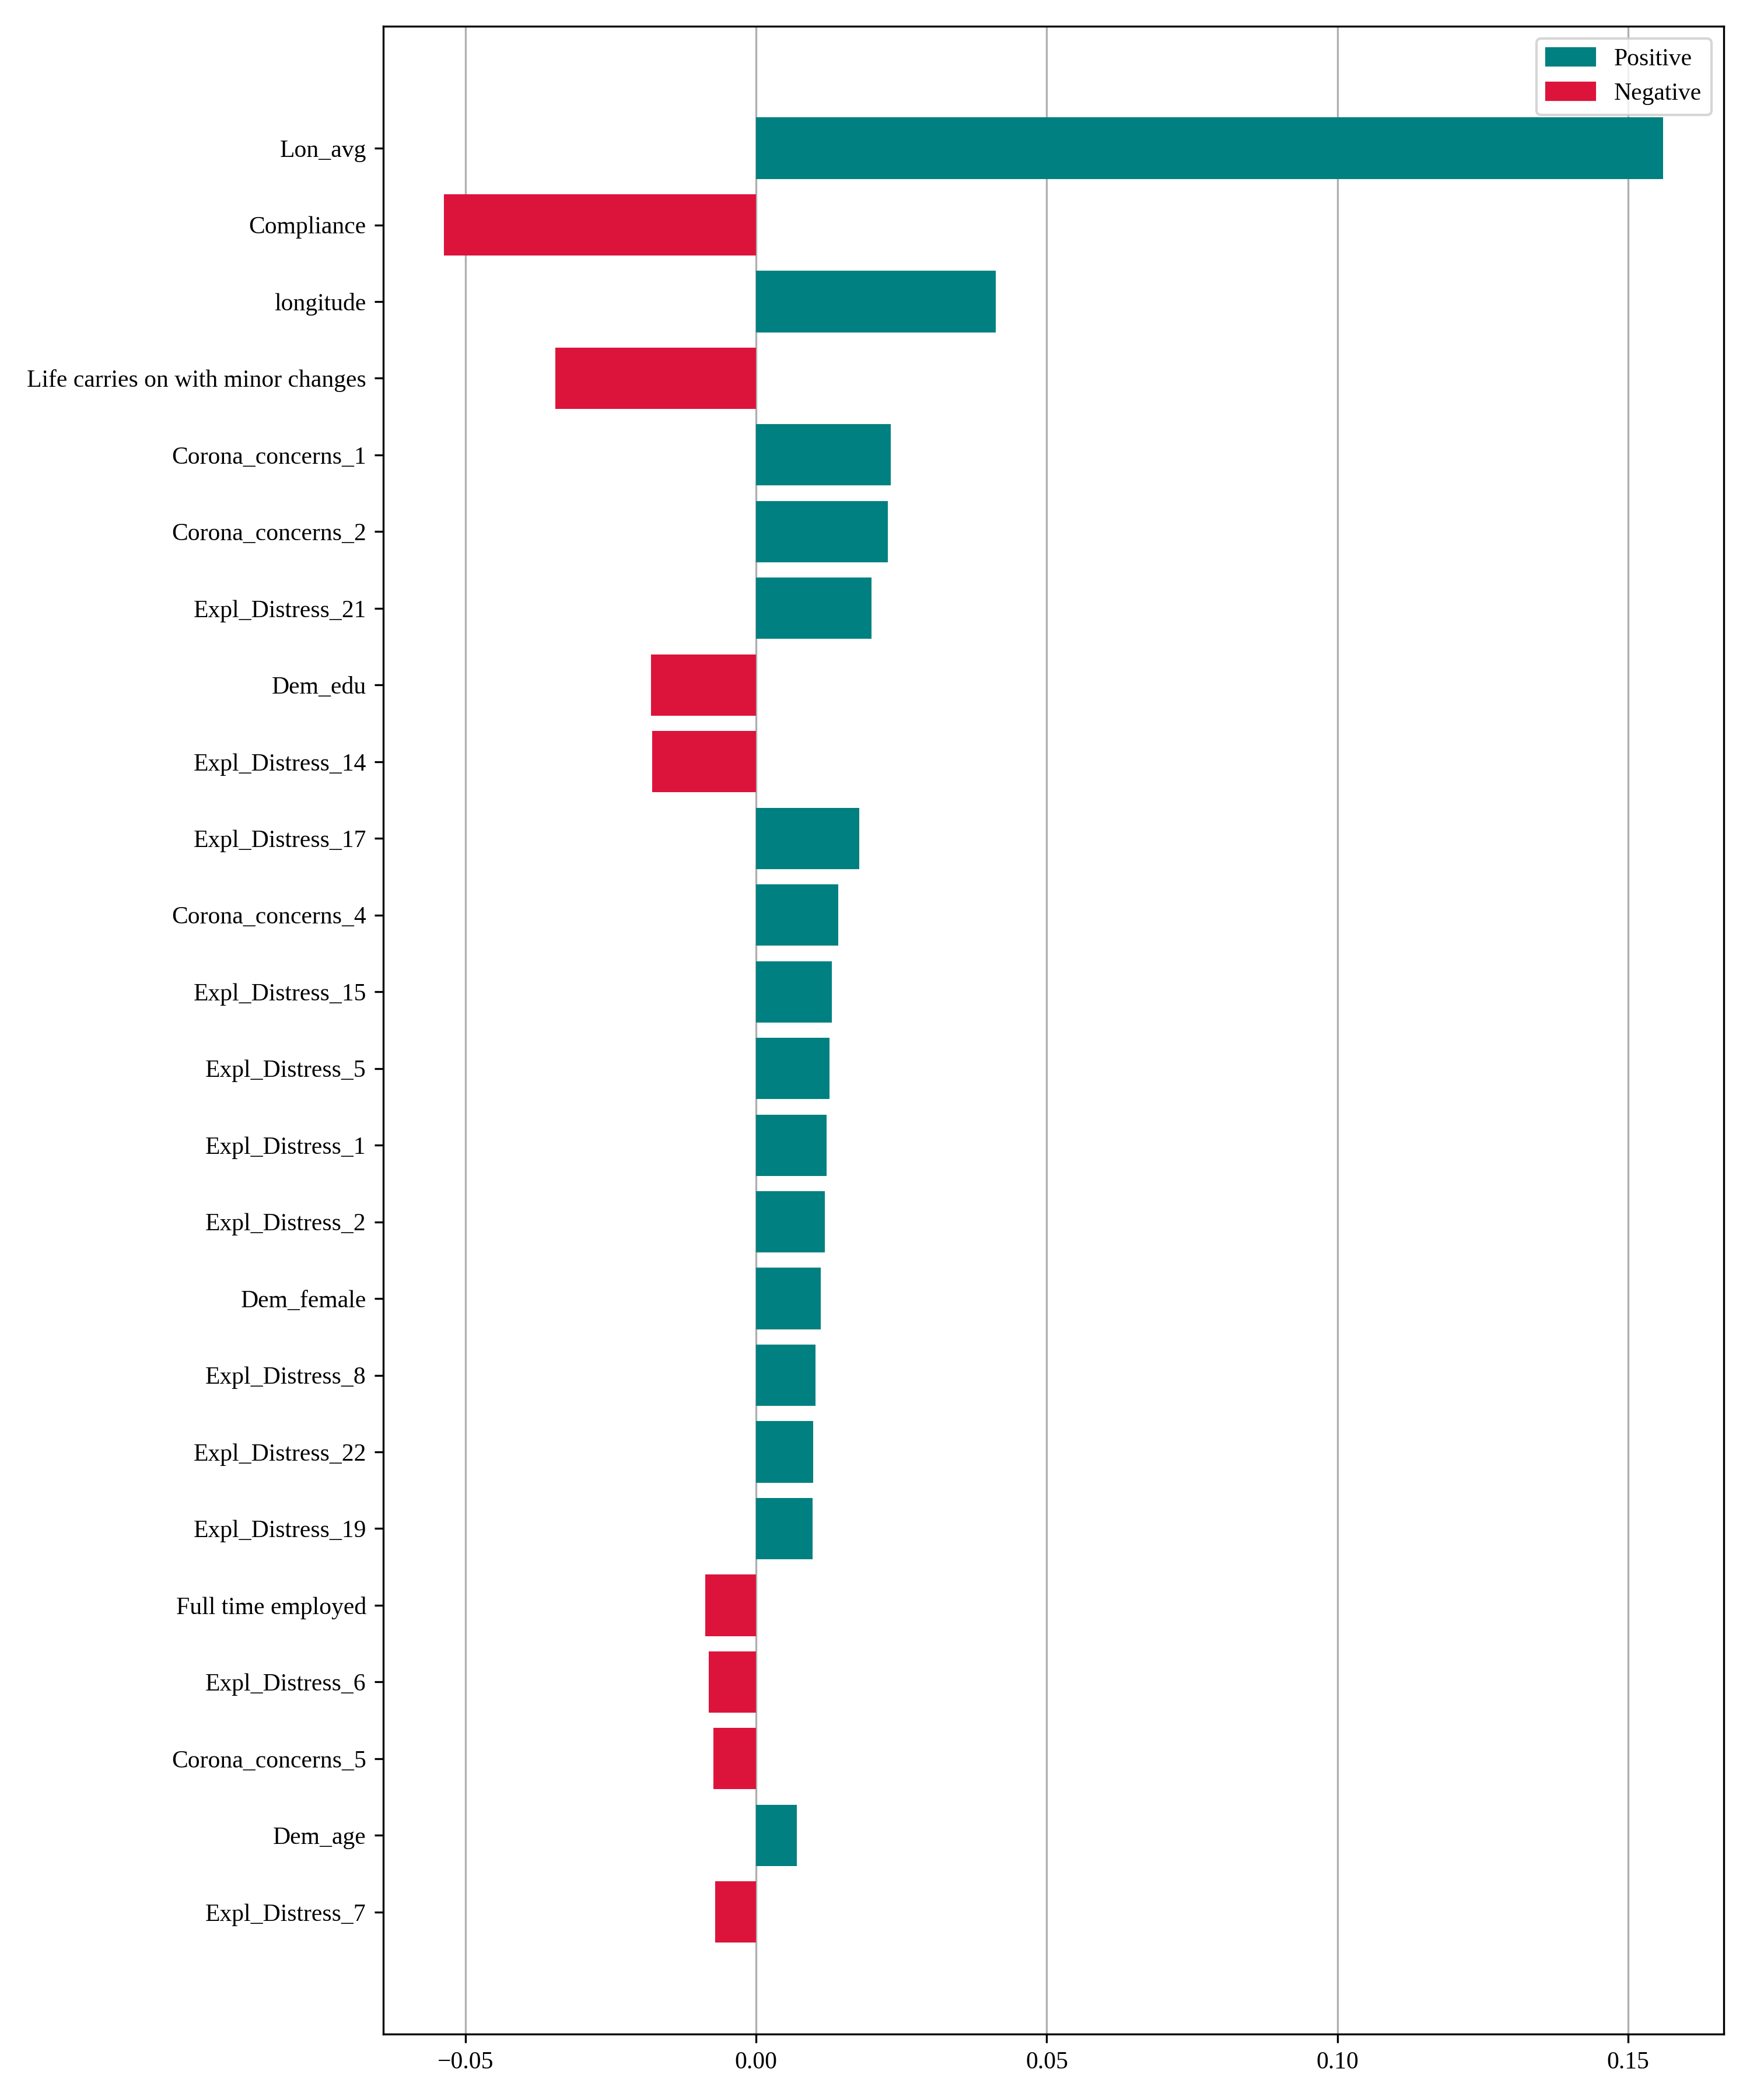 Positive
Negative
Lon_avg
Compliance
longitude
Life carries on with minor changes
Corona_concerns_1
Corona_concerns_2
Expl_Distress_21
Dem_edu
Expl_Distress_14
Expl_Distress_17
Corona_concerns_4
Expl_Distress_15
Expl_Distress_5
Expl_Distress_1
Expl_Distress_2
Dem_female
Expl_Distress_8
Expl_Distress_22
Expl_Distress_19
Full time employed
Expl_Distress_6
Corona_concerns_5
Dem_age
Expl_Distress_7
−0.05 0.00 0.05 0.10 0.15